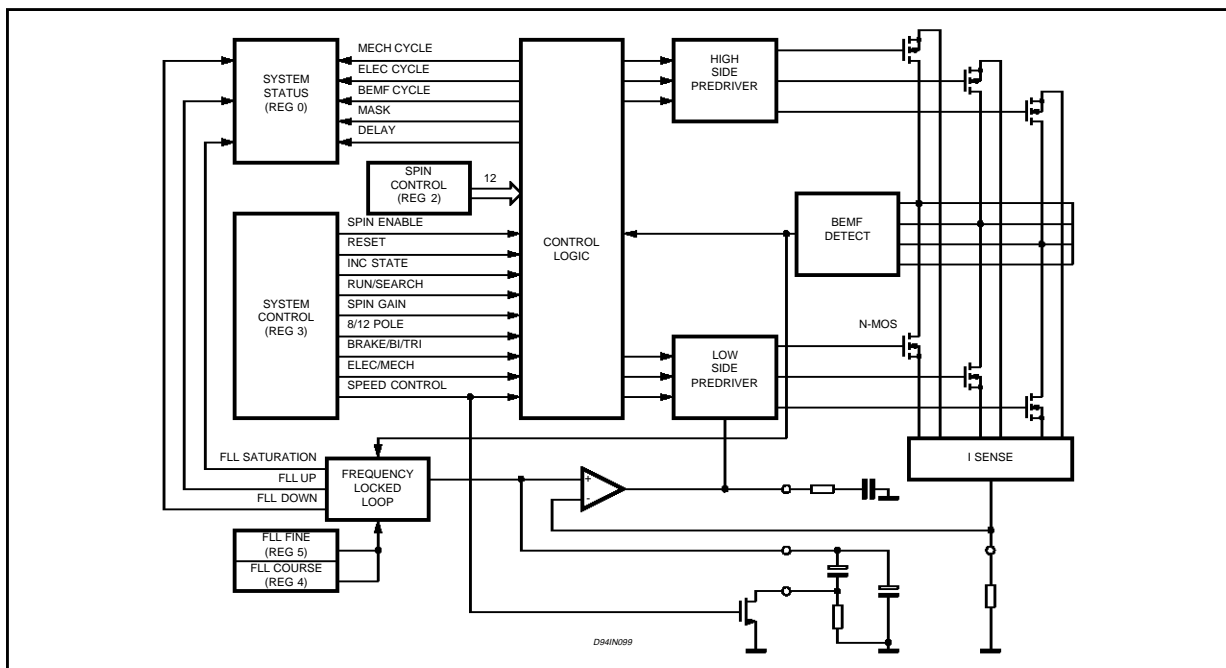 MECH CYCLE
ELEC CYCLE
BEMF CYCLE
MASK
DELAY
SYSTEM
STATUS
(REG 0)
SPIN
CONTROL
(REG 2)
12
SYSTEM
CONTROL
(REG 3)
SPIN ENABLE
RESET
INC STATE
RUN/SEARCH
SPIN GAIN
8/12 POLE
BRAKE/BI/TRI
ELEC/MECH
SPEED CONTROL
CONTROL
LOGIC
HIGH
SIDE
PREDRIVER
BEMF
DETECT
N-MOS
LOW
SIDE
PREDRIVER
I SENSE
FLL SATURATION
FLL UP
FLL DOWN
FREQUENCY
LOCKED
LOOP
+
-
FLL FINE
(REG 5)
FLL COURSE
(REG 4)
D94IN099